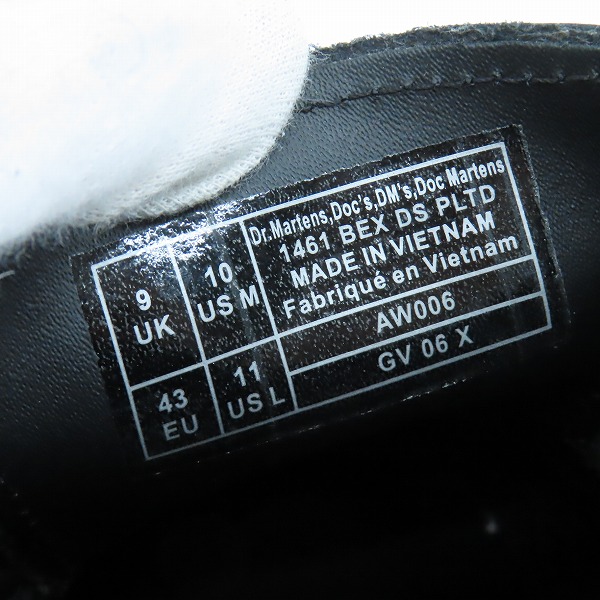 9
UK
10
US M
Dr.Martens,Doc's,DM's,Doc Martens
1461 BEX DS PLTD
MADE IN VIETNAM
Fabriqué en Vietnam
43
EU
11
US L
AW006
GV 06 X